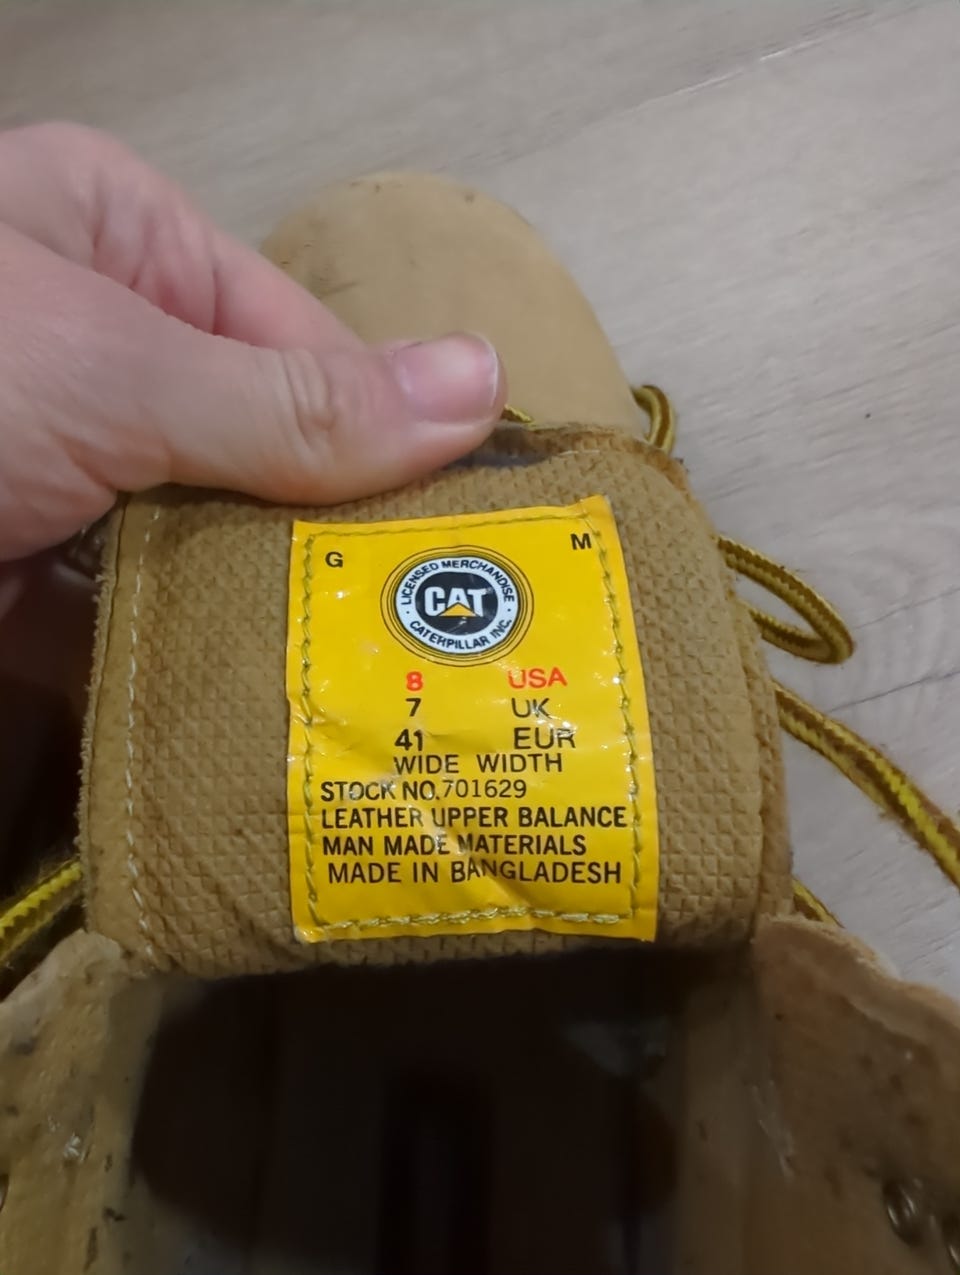 G M
LICENSED MERCHANDISE
CAT
CATERPILLAR INC.
8 USA
7 UK
41 EUR
WIDE WIDTH
STOCK NO.701629
LEATHER UPPER BALANCE
MAN MADE MATERIALS
MADE IN BANGLADESH